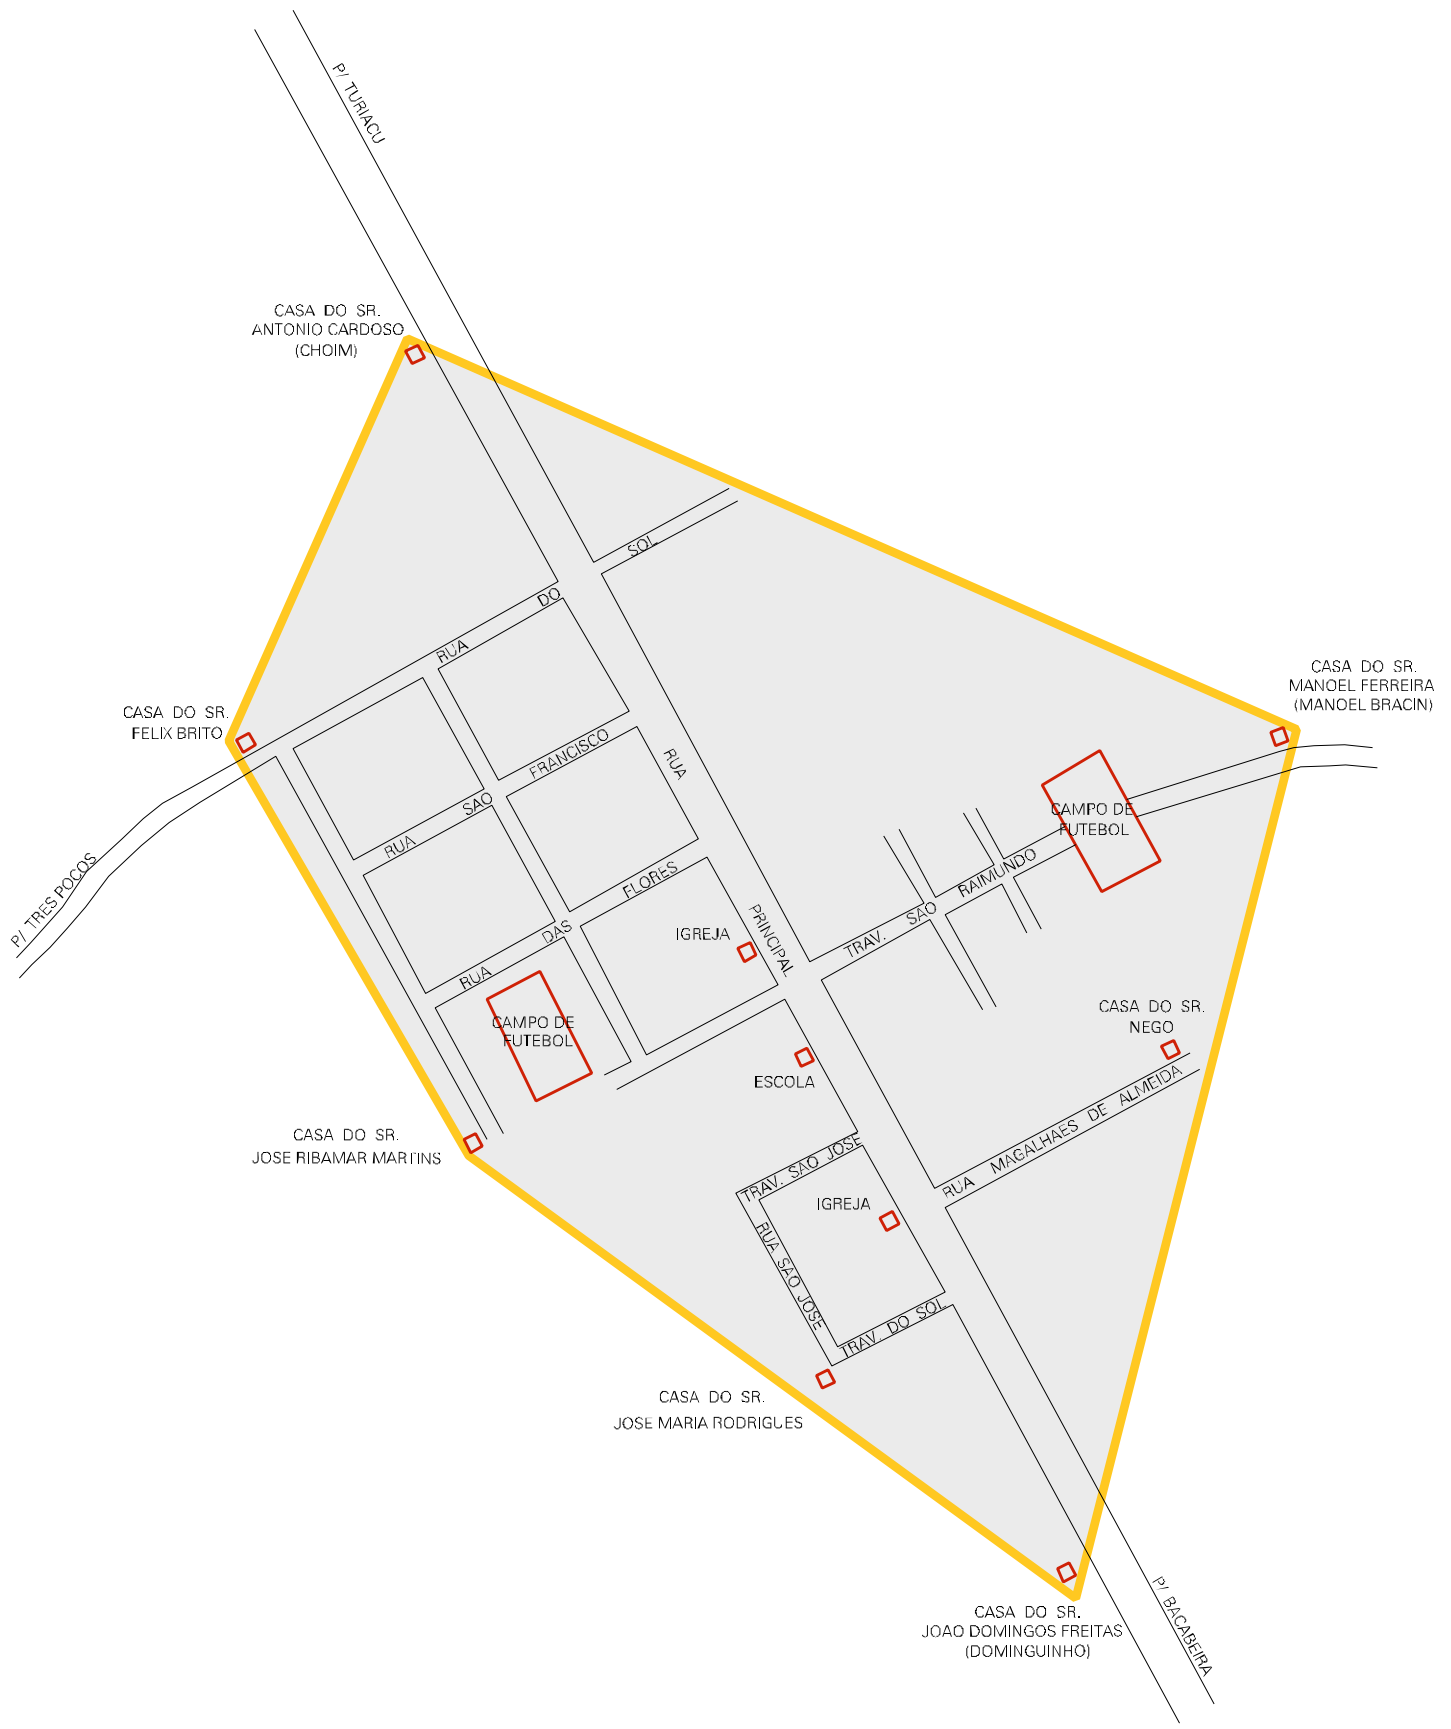 P/ TURIACU
CASA DO SR.
ANTONIO CARDOSO
(CHOIM)
SOL
DO
RUA
CASA DO SR.
MANOEL FERREIRA
(MANOEL BRACIN)
CASA DO SR.
FELIX BRITO
FRANCISCO
SAO
RUA
RUA
CAMPO DE
FUTEBOL
P/ TRES POCOS
FLORES
DAS
RUA
RAIMUNDO
SAO
TRAV.
PRINCIPAL
IGREJA
CAMPO DE
FUTEBOL
CASA DO SR.
NEGO
ESCOLA
RUA MAGALHAES DE ALMEIDA
CASA DO SR.
JOSE RIBAMAR MARTINS
TRAV. SAO JOSE
IGREJA
RUA SAO JOSE
TRAV. DO SOL
CASA DO SR.
JOSE MARIA RODRIGUES
P/ BACABEIRA
CASA DO SR.
JOAO DOMINGOS FREITAS
(DOMINGUINHO)